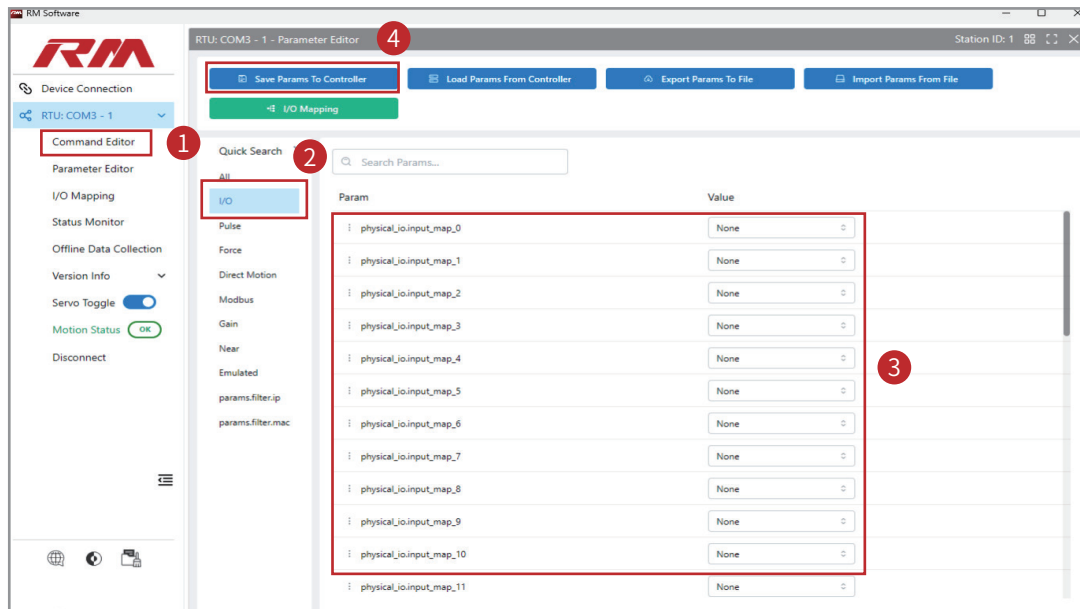 RM Software
RM
RTU: COM3 - 1 - Parameter Editor
4
Station ID: 1
Device Connection
RTU: COM3 - 1
Command Editor
1
Parameter Editor
I/O Mapping
Status Monitor
Offline Data Collection
Version Info
Servo Toggle
Motion Status OK
Disconnect
Save Params To Controller
Load Params From Controller
Export Params To File
Import Params From File
I/O Mapping
Quick Search
2
All
I/O
Pulse
Force
Direct Motion
Modbus
Gain
Near
Emulated
params.filter.ip
params.filter.mac
Search Params...
Param Value
physical_io.input_map_0 None
physical_io.input_map_1 None
physical_io.input_map_2 None
physical_io.input_map_3 None
physical_io.input_map_4 None
3
physical_io.input_map_5 None
physical_io.input_map_6 None
physical_io.input_map_7 None
physical_io.input_map_8 None
physical_io.input_map_9 None
physical_io.input_map_10 None
physical_io.input_map_11 None